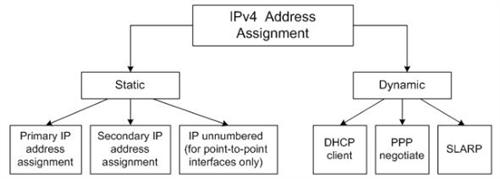 IPv4 Address
Assignment
Static
Dynamic
Primary IP
address
assignment
Secondary IP
address
assignment
IP unnumbered
(for point-to-point
interfaces only)
DHCP
client
PPP
negotiate
SLARP